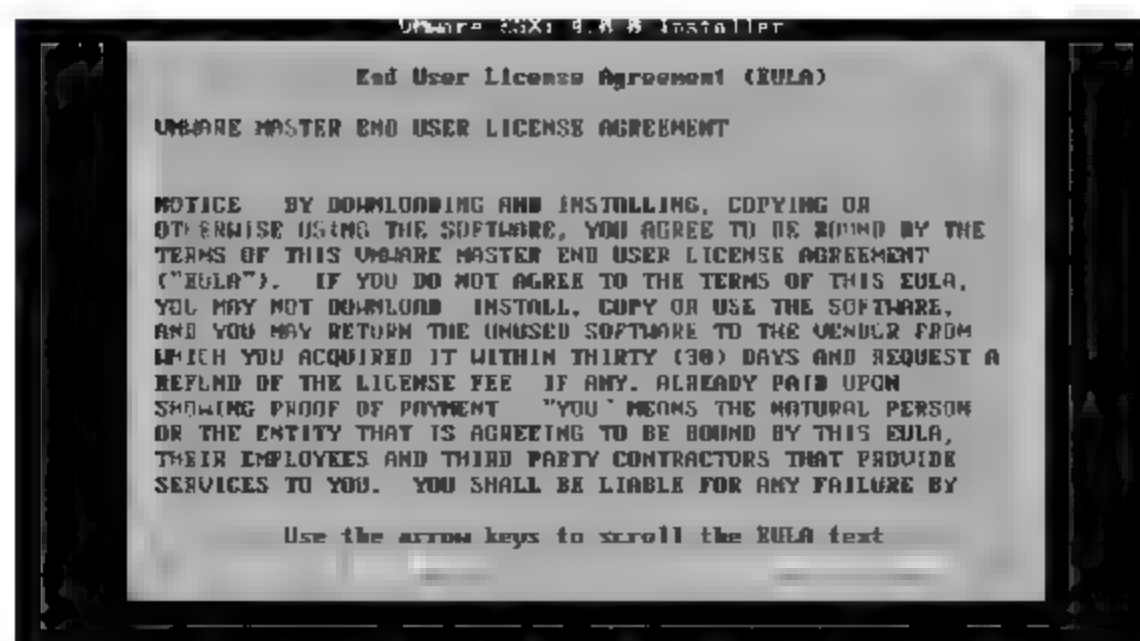 VMware ESXi 4.0.0 Installer
End User License Agreement (EULA)
VMWARE MASTER END USER LICENSE AGREEMENT
NOTICE BY DOWNLOADING AND INSTALLING, COPYING OR
OTHERWISE USING THE SOFTWARE, YOU AGREE TO BE BOUND BY THE
TERMS OF THIS VMWARE MASTER END USER LICENSE AGREEMENT
("EULA"). IF YOU DO NOT AGREE TO THE TERMS OF THIS EULA,
YOU MAY NOT DOWNLOAD INSTALL, COPY OR USE THE SOFTWARE,
AND YOU MAY RETURN THE UNUSED SOFTWARE TO THE VENDOR FROM
WHICH YOU ACQUIRED IT WITHIN THIRTY (30) DAYS AND REQUEST A
REFUND OF THE LICENSE FEE IF ANY, ALREADY PAID UPON
SHOWING PROOF OF PAYMENT "YOU" MEANS THE NATURAL PERSON
OR THE ENTITY THAT IS AGREEING TO BE BOUND BY THIS EULA,
THEIR EMPLOYEES AND THIRD PARTY CONTRACTORS THAT PROVIDE
SERVICES TO YOU. YOU SHALL BE LIABLE FOR ANY FAILURE BY
Use the arrow keys to scroll the EULA text